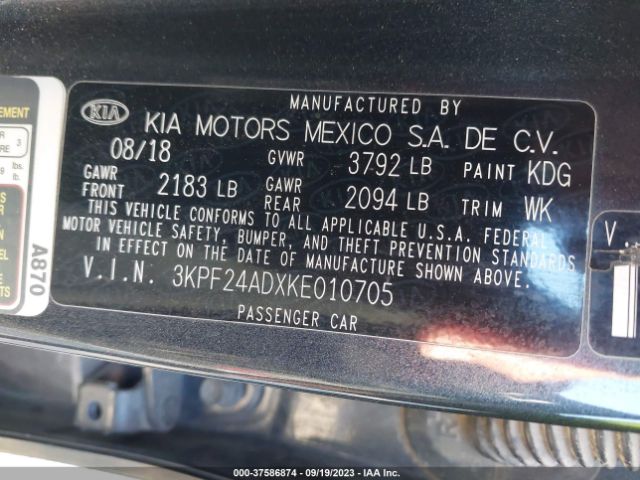 MANUFACTURED BY
KIA KIA MOTORS MEXICO S.A. DE C.V.
08/18 GVWR 3792 LB PAINT KDG
GAWR FRONT 2183 LB GAWR REAR 2094 LB TRIM WK
THIS VEHICLE CONFORMS TO ALL APPLICABLE U.S.A. FEDERAL
MOTOR VEHICLE SAFETY, BUMPER, AND THEFT PREVENTION STANDARDS
IN EFFECT ON THE DATE OF MANUFACTURE SHOWN ABOVE.
V.I.N. 3KPF24ADXKE010705
PASSENGER CAR
A870
000-37586874 - 09/19/2023 - IAA Inc.